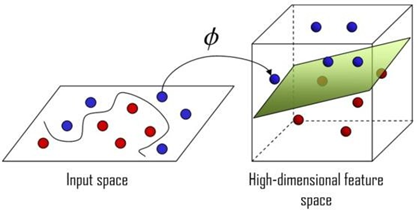 ϕ
Input space
High-dimensional feature
space